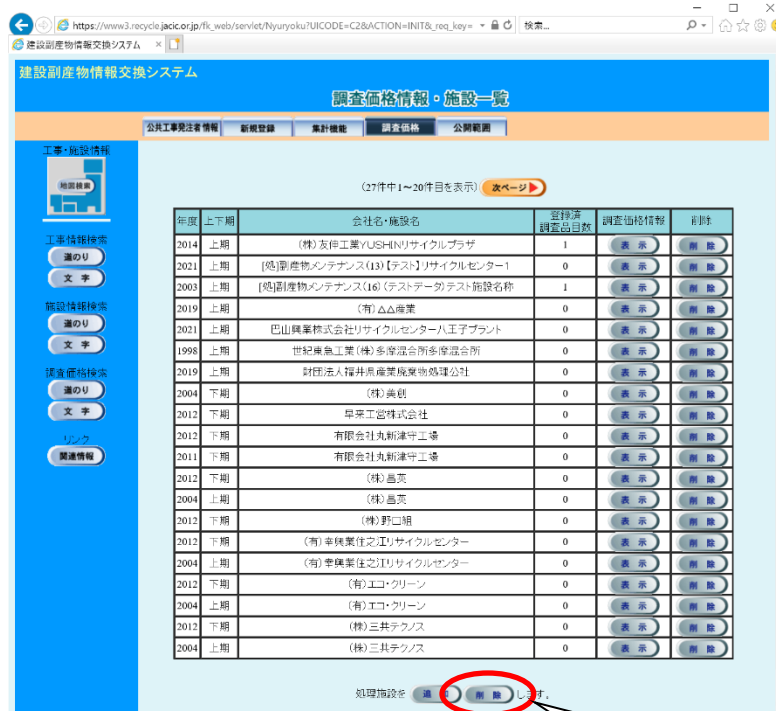 https://www3.recycle.jacic.or.jp/fk_web/servlet/Nyuryoku?UICODE=C2&ACTION=INIT&_req_key= 検索...
建設副産物情報交換システム
建設副産物情報交換システム
調査価格情報・施設一覧
公共工事発注者情報 新規登録 集計機能 調査価格 公開範囲
工事・施設情報
地図検索
工事情報検索
道のり
文 字
施設情報検索
道のり
文 字
調査価格検索
道のり
文 字
リンク
関連情報
(27件中1～20件目を表示) 次ページ
年度 上下期 会社名・施設名 登録済調査品目数 調査価格情報 削除
2014 上期 (株)友伸工業YUSHINリサイクルプラザ 1 表 示 削 除
2021 上期 [処]副産物メンテナンス(13)【テスト】リサイクルセンター1 0 表 示 削 除
2003 上期 [処]副産物メンテナンス(16)(テストデータ)テスト施設名称 1 表 示 削 除
2019 上期 (有)△△産業 0 表 示 削 除
2021 上期 巴山興業株式会社リサイクルセンター八王子プラント 0 表 示 削 除
1998 上期 世紀東急工業(株)多摩混合所多摩混合所 0 表 示 削 除
2019 上期 財団法人福井県産業廃棄物処理公社 0 表 示 削 除
2004 下期 (株)美創 0 表 示 削 除
2012 下期 早来工営株式会社 0 表 示 削 除
2012 下期 有限会社丸新津守工場 0 表 示 削 除
2011 下期 有限会社丸新津守工場 0 表 示 削 除
2012 下期 (株)昌英 0 表 示 削 除
2004 上期 (株)昌英 0 表 示 削 除
2012 下期 (株)野口組 0 表 示 削 除
2012 下期 (有)幸興業住之江リサイクルセンター 0 表 示 削 除
2004 上期 (有)幸興業住之江リサイクルセンター 0 表 示 削 除
2012 下期 (有)エコ・クリーン 0 表 示 削 除
2004 上期 (有)エコ・クリーン 0 表 示 削 除
2012 下期 (株)三共テクノス 0 表 示 削 除
2004 上期 (株)三共テクノス 0 表 示 削 除
処理施設を 追 削 除 します。